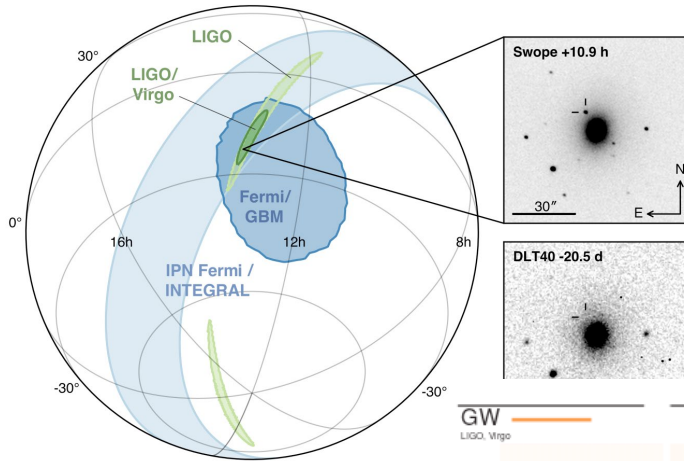 LIGO
30°
LIGO/
Virgo
Swope +10.9 h
N
30"
E
Fermi/
GBM
0°
16h
12h
8h
IPN Fermi /
INTEGRAL
DLT40 -20.5 d
-30°
-30°
GW
LIGO, Virgo